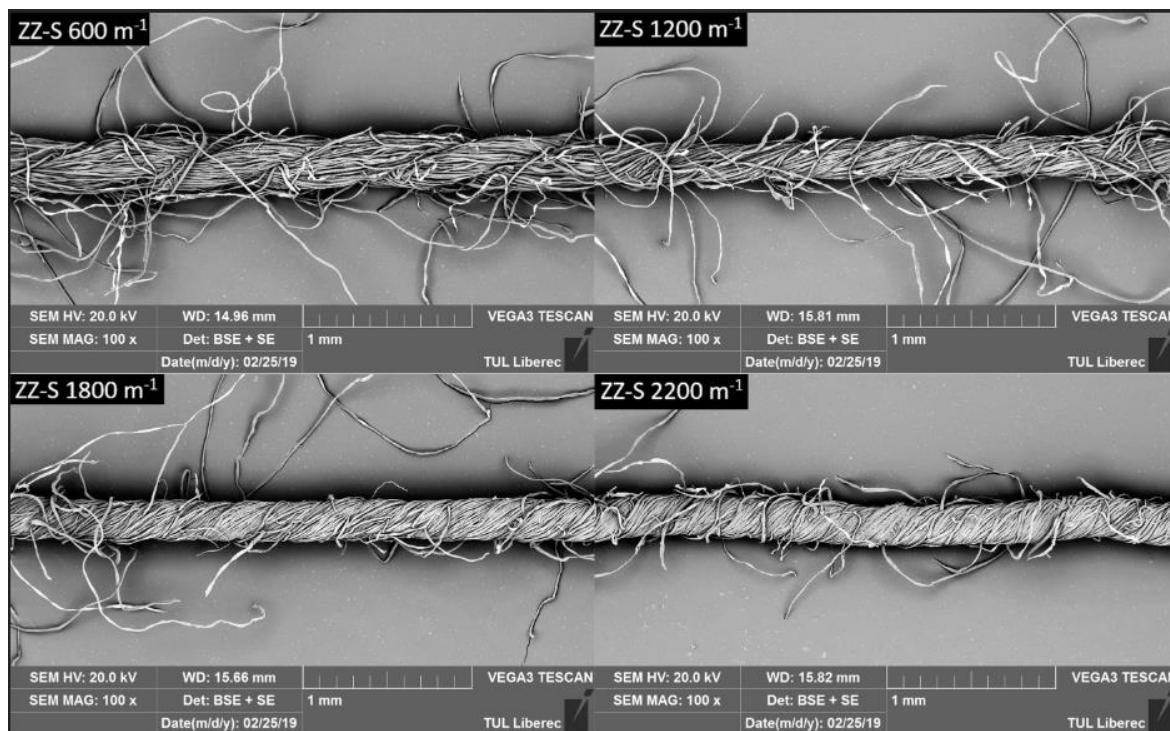 ZZ-S 600 m⁻¹
SEM HV: 20.0 kV WD: 14.96 mm VEGA3 TESCAN
SEM MAG: 100 x Det: BSE + SE 1 mm
Date(m/d/y): 02/25/19 TUL Liberec
ZZ-S 1200 m⁻¹
SEM HV: 20.0 kV WD: 15.81 mm VEGA3 TESCAN
SEM MAG: 100 x Det: BSE + SE 1 mm
Date(m/d/y): 02/25/19 TUL Liberec
ZZ-S 1800 m⁻¹
SEM HV: 20.0 kV WD: 15.66 mm VEGA3 TESCAN
SEM MAG: 100 x Det: BSE + SE 1 mm
Date(m/d/y): 02/25/19 TUL Liberec
ZZ-S 2200 m⁻¹
SEM HV: 20.0 kV WD: 15.82 mm VEGA3 TESCAN
SEM MAG: 100 x Det: BSE + SE 1 mm
Date(m/d/y): 02/25/19 TUL Liberec